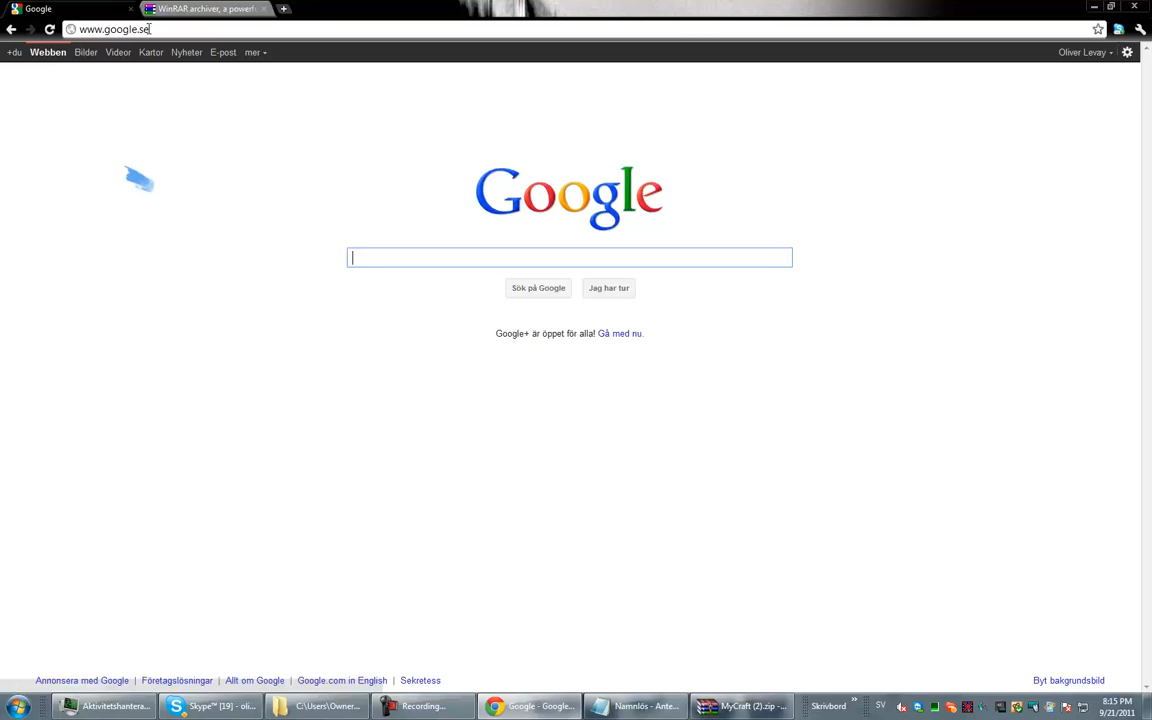 Google
WinRAR archiver, a powerfu
www.google.se
+du Webben Bilder Videor Kartor Nyheter E-post mer
Oliver Levay
Google
Sök på Google Jag har tur
Google+ är öppet för alla! Gå med nu.
Annonsera med Google Företagslösningar Allt om Google Google.com in English Sekretess
Byt bakgrundsbild
Aktivitetshantera... Skype™ [19] - oli... C:\Users\Owner... Recording... Google - Google... Namnlös - Ante... MyCraft (2).zip -... Skrivbord » SV 8:15 PM
9/21/2011